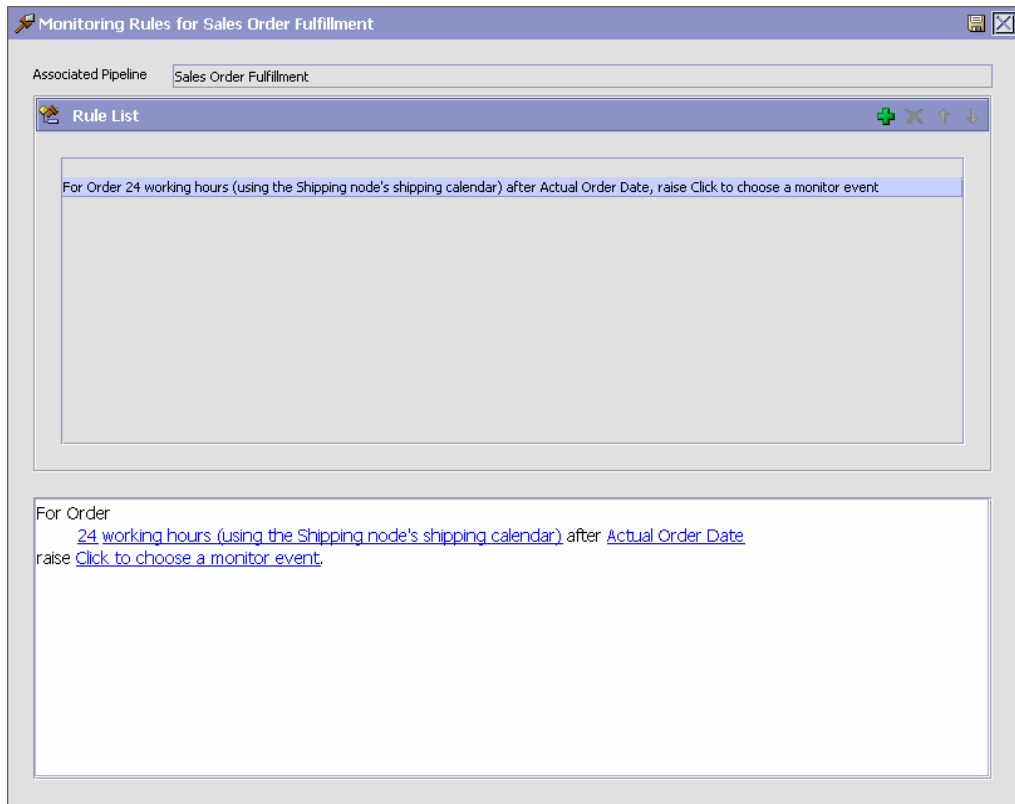 Monitoring Rules for Sales Order Fulfillment
Associated Pipeline
Sales Order Fulfillment
Rule List
For Order 24 working hours (using the Shipping node's shipping calendar) after Actual Order Date, raise Click to choose a monitor event
For Order
24 working hours (using the Shipping node's shipping calendar) after Actual Order Date
raise Click to choose a monitor event.